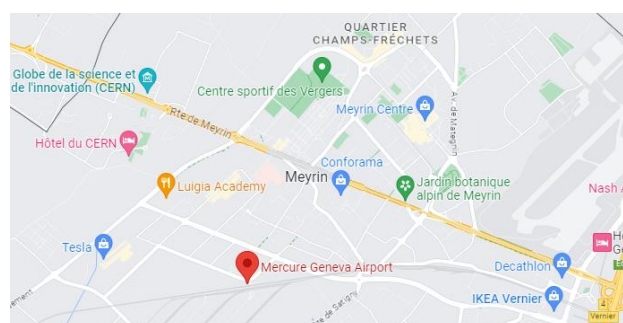 QUARTIER
CHAMPS-FRÉCHETS
Globe de la science et
de l'innovation (CERN)
Centre sportif des Vergers
Meyrin Centre
Av. de Mategnin
Rte de Meyrin
Hôtel du CERN
Conforama
Luigia Academy
Meyrin
Jardin botanique
alpin de Meyrin
Nash
Tesla
Mercure Geneva Airport
Decathlon
IKEA Vernier
4
Vernier